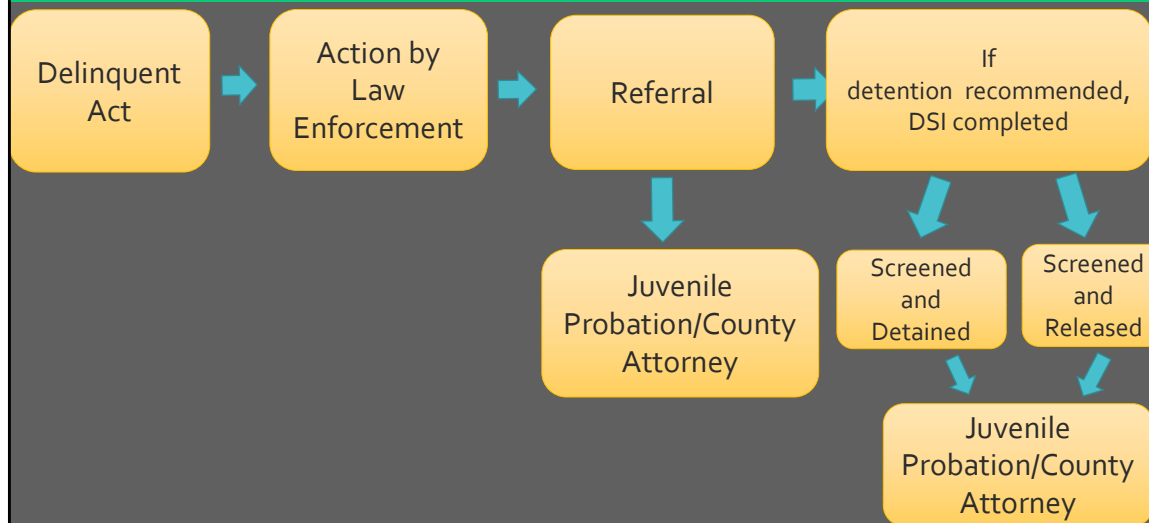 Delinquent
Act
Action by
Law
Enforcement
Referral
If
detention recommended,
DSI completed
Juvenile
Probation/County
Attorney
Screened
and
Detained
Screened
and
Released
Juvenile
Probation/County
Attorney